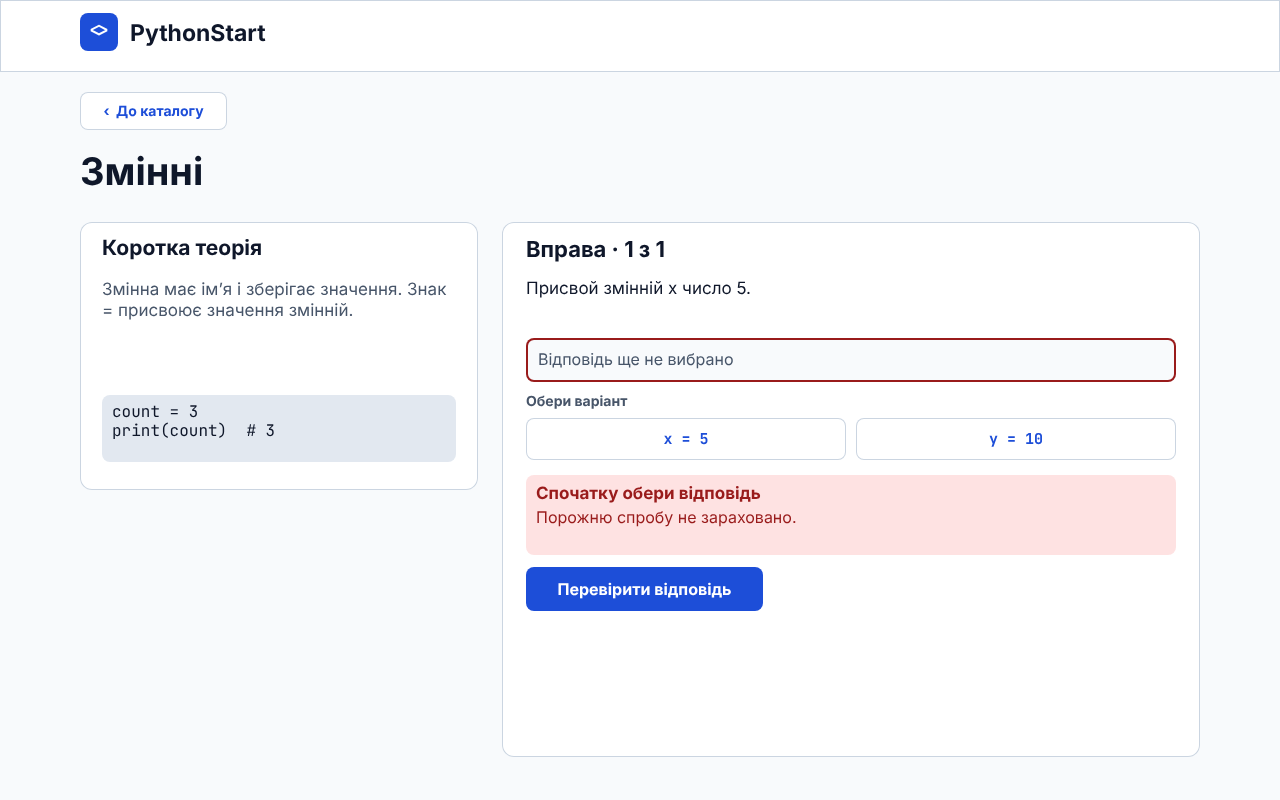 PythonStart
‹ До каталогу
Змінні
Коротка теорія
Змінна має ім’я і зберігає значення. Знак
= присвоює значення змінній.
count = 3
print(count)  # 3
Вправа · 1 з 1
Присвой змінній x число 5.
Відповідь ще не вибрано
Обери варіант
x = 5
y = 10
Спочатку обери відповідь
Порожню спробу не зараховано.
Перевірити відповідь